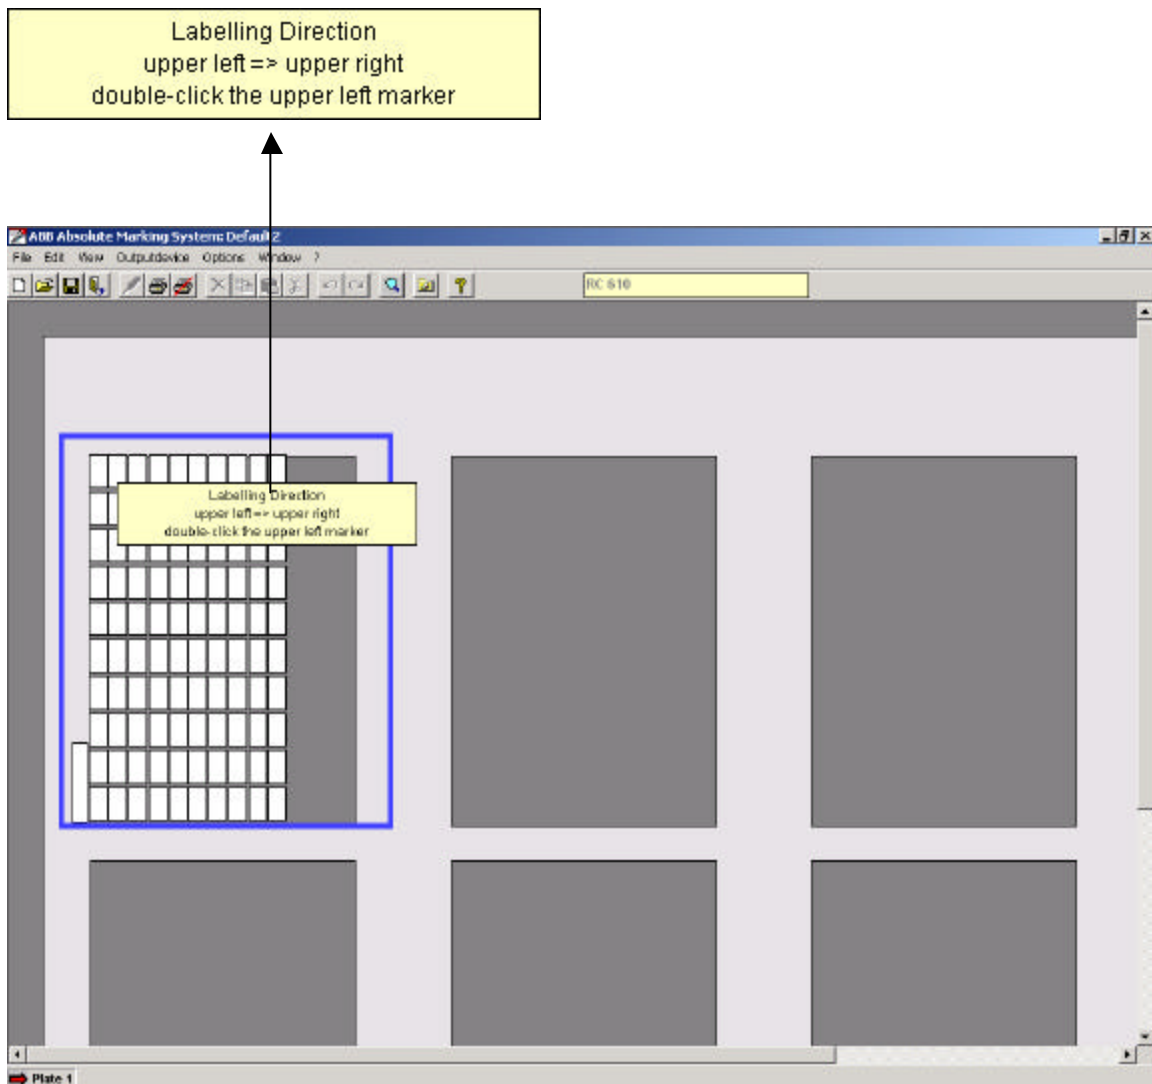 Labelling Direction
upper left => upper right
double-click the upper left marker
ABB Absolute Marking System: Default2
File Edit View Outputdevice Options Window ?
RC 610
Labelling Direction
upper left => upper right
double-click the upper left marker
Plate 1